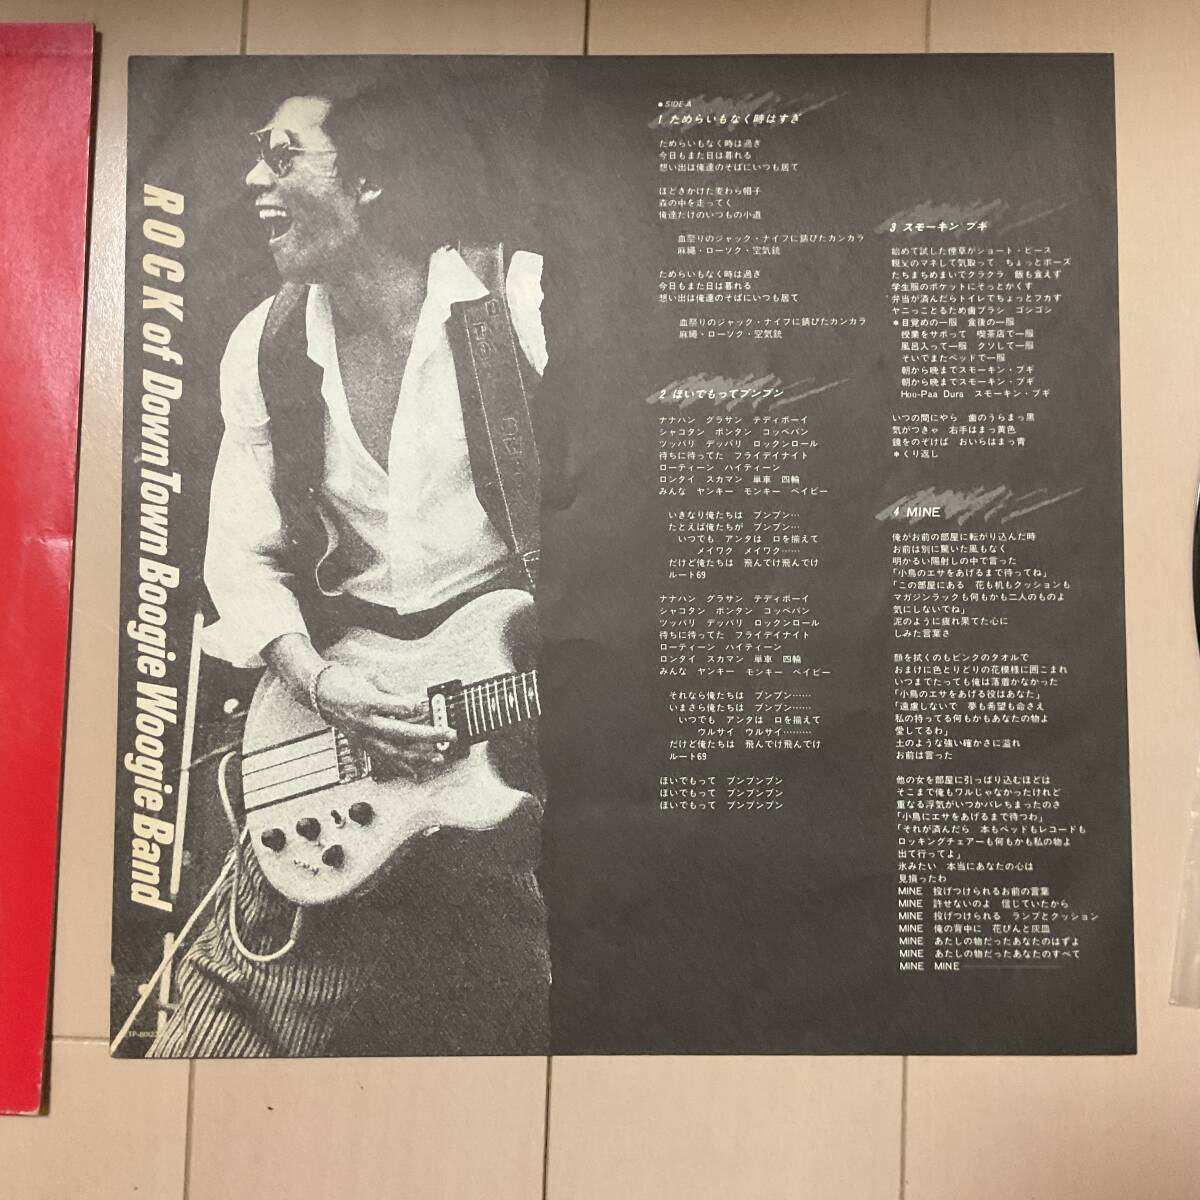 ROCK of DOWN TOWN BOOGIE WOOGIE BAND
● SIDE-A
1 ためらいもなく時はすぎ
ためらいもなく時は過ぎ
今日もまた日は暮れる
想い出は俺達のそばにいつも居て
ほどきかけた麦わら帽子
森の中を走ってく
俺達だけのいつもの小道
血祭りのジャック・ナイフに錆びたカンカラ
麻縄・ローソク・空気銃
ためらいもなく時は過ぎ
今日もまた日は暮れる
想い出は俺達のそばにいつも居て
血祭りのジャック・ナイフに錆びたカンカラ
麻縄・ローソク・空気銃
2 ほいでもってブンブン
ナナハン グラサン テディボーイ
シャコタン ボンタン コッペパン
ツッパリ デッパリ ロックンロール
待ちに待ってた フライデイナイト
ローティーン ハイティーン
ロンタイ スカマン 単車 四輪
みんな ヤンキー モンキー ベイビー
いきなり俺たちは ブンブン…
たとえば俺たちが ブンブン…
いつでも アンタは 口を揃えて
メイワク メイワク……
だけど俺たちは 飛んでけ飛んでけ
ルート69
ナナハン グラサン テディボーイ
シャコタン ボンタン コッペパン
ツッパリ デッパリ ロックンロール
待ちに待ってた フライデイナイト
ローティーン ハイティーン
ロンタイ スカマン 単車 四輪
みんな ヤンキー モンキー ベイビー
それなら俺たちは ブンブン……
いまさら俺たちは ブンブン……
いつでも アンタは 口を揃えて
ウルサイ ウルサイ………
だけど俺たちは 飛んでけ飛んでけ
ルート69
ほいでもって ブンブンブン
ほいでもって ブンブンブン
ほいでもって ブンブンブン
3 スモーキン ブギ
始めて試した煙草がショート・ピース
親父のマネして気取って ちょっとポーズ
たちまちめまいでクラクラ 飯も食えず
学生服のポケットにそっとかくす
弁当が済んだらトイレでちょっとフカす
ヤニっことるため歯ブラシ ゴシゴシ
＊目覚めの一服 食後の一服
授業をサボって 喫茶店で一服
風呂入って一服 クソして一服
そいでまたベッドで一服
朝から晩までスモーキン・ブギ
朝から晩までスモーキン・ブギ
Hoo-Paa Dura スモーキン・ブギ
いつの間にやら 歯のうらまっ黒
気がつきゃ 右手はまっ黄色
鏡をのぞけば おいらはまっ青
＊くり返し
4 MINE
俺がお前の部屋に転がり込んだ時
お前は別に驚いた風もなく
明かるい陽射しの中で言った
「小鳥のエサをあげるまで待ってね」
「この部屋にある 花も机もクッションも
マガジンラックも何もかも二人のものよ
気にしないでね」
泥のように疲れ果てた心に
しみた言葉さ
顔を拭くのもピンクのタオルで
おまけに色とりどりの花模様に囲こまれ
いつまでたっても俺は落着かなかった
「小鳥のエサをあげる役はあなた」
「遠慮しないで 夢も希望も命さえ
私の持ってる何もかもあなたの物よ
愛してるわ」
土のような強い確かさに溢れ
お前は言った
他の女を部屋に引っぱり込むほどは
そこまで俺もワルじゃなかったけれど
重なる浮気がいつかバレちまったのさ
「小鳥にエサをあげるまで待つわ」
「それが済んだら 本もベッドもレコードも
ロッキングチェアーも何もかも私の物よ
出て行ってよ」
氷みたい 本当にあなたの心は
見損ったわ
MINE 投げつけられるお前の言葉
MINE 許せないのよ 信じていたから
MINE 投げつけられる ランプとクッション
MINE 俺の背中に 花びんと灰皿
MINE あたしの物だったあなたのはずよ
MINE あたしの物だったあなたのすべて
MINE MINE